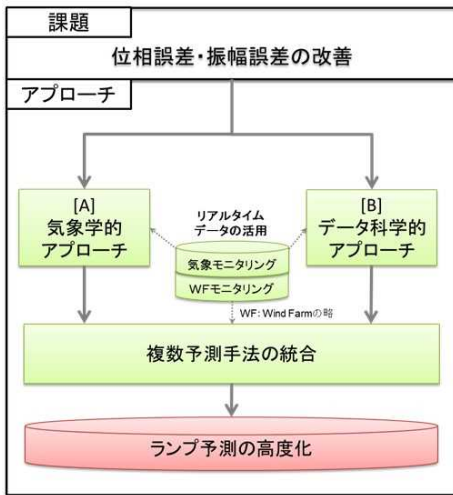 課題
位相誤差・振幅誤差の改善
アプローチ
[A]
気象学的
アプローチ
リアルタイム
データの活用
気象モニタリング
WFモニタリング
[B]
データ科学的
アプローチ
WF: Wind Farmの略
複数予測手法の統合
ランプ予測の高度化